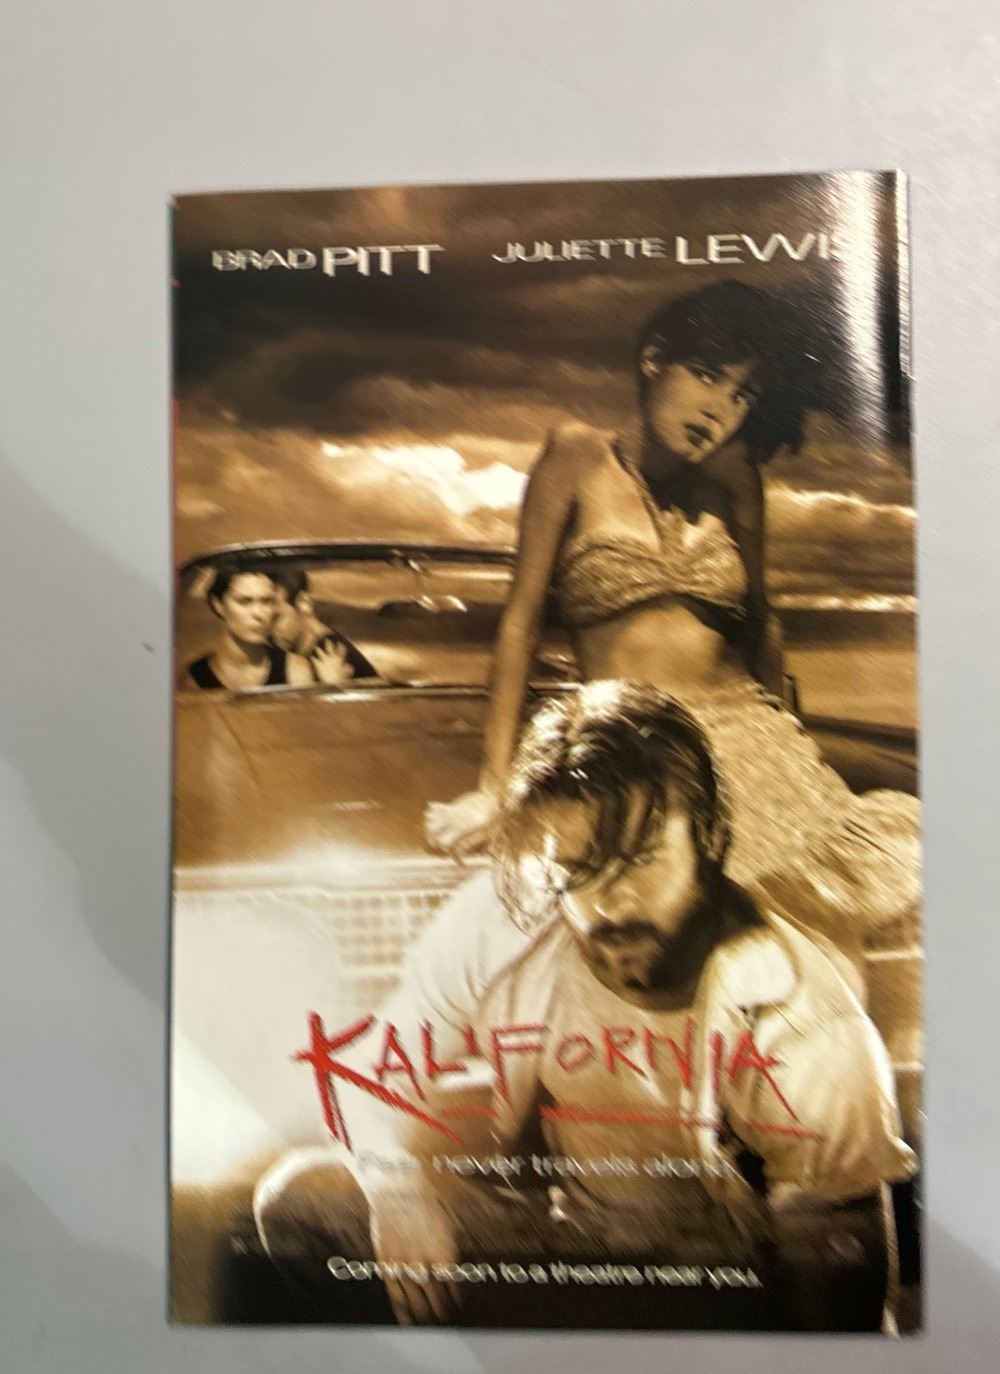 BRAD PITT JULIETTE LEWIS
KALIFORNIA
Fear never travels alone.
Coming soon to a theatre near you.